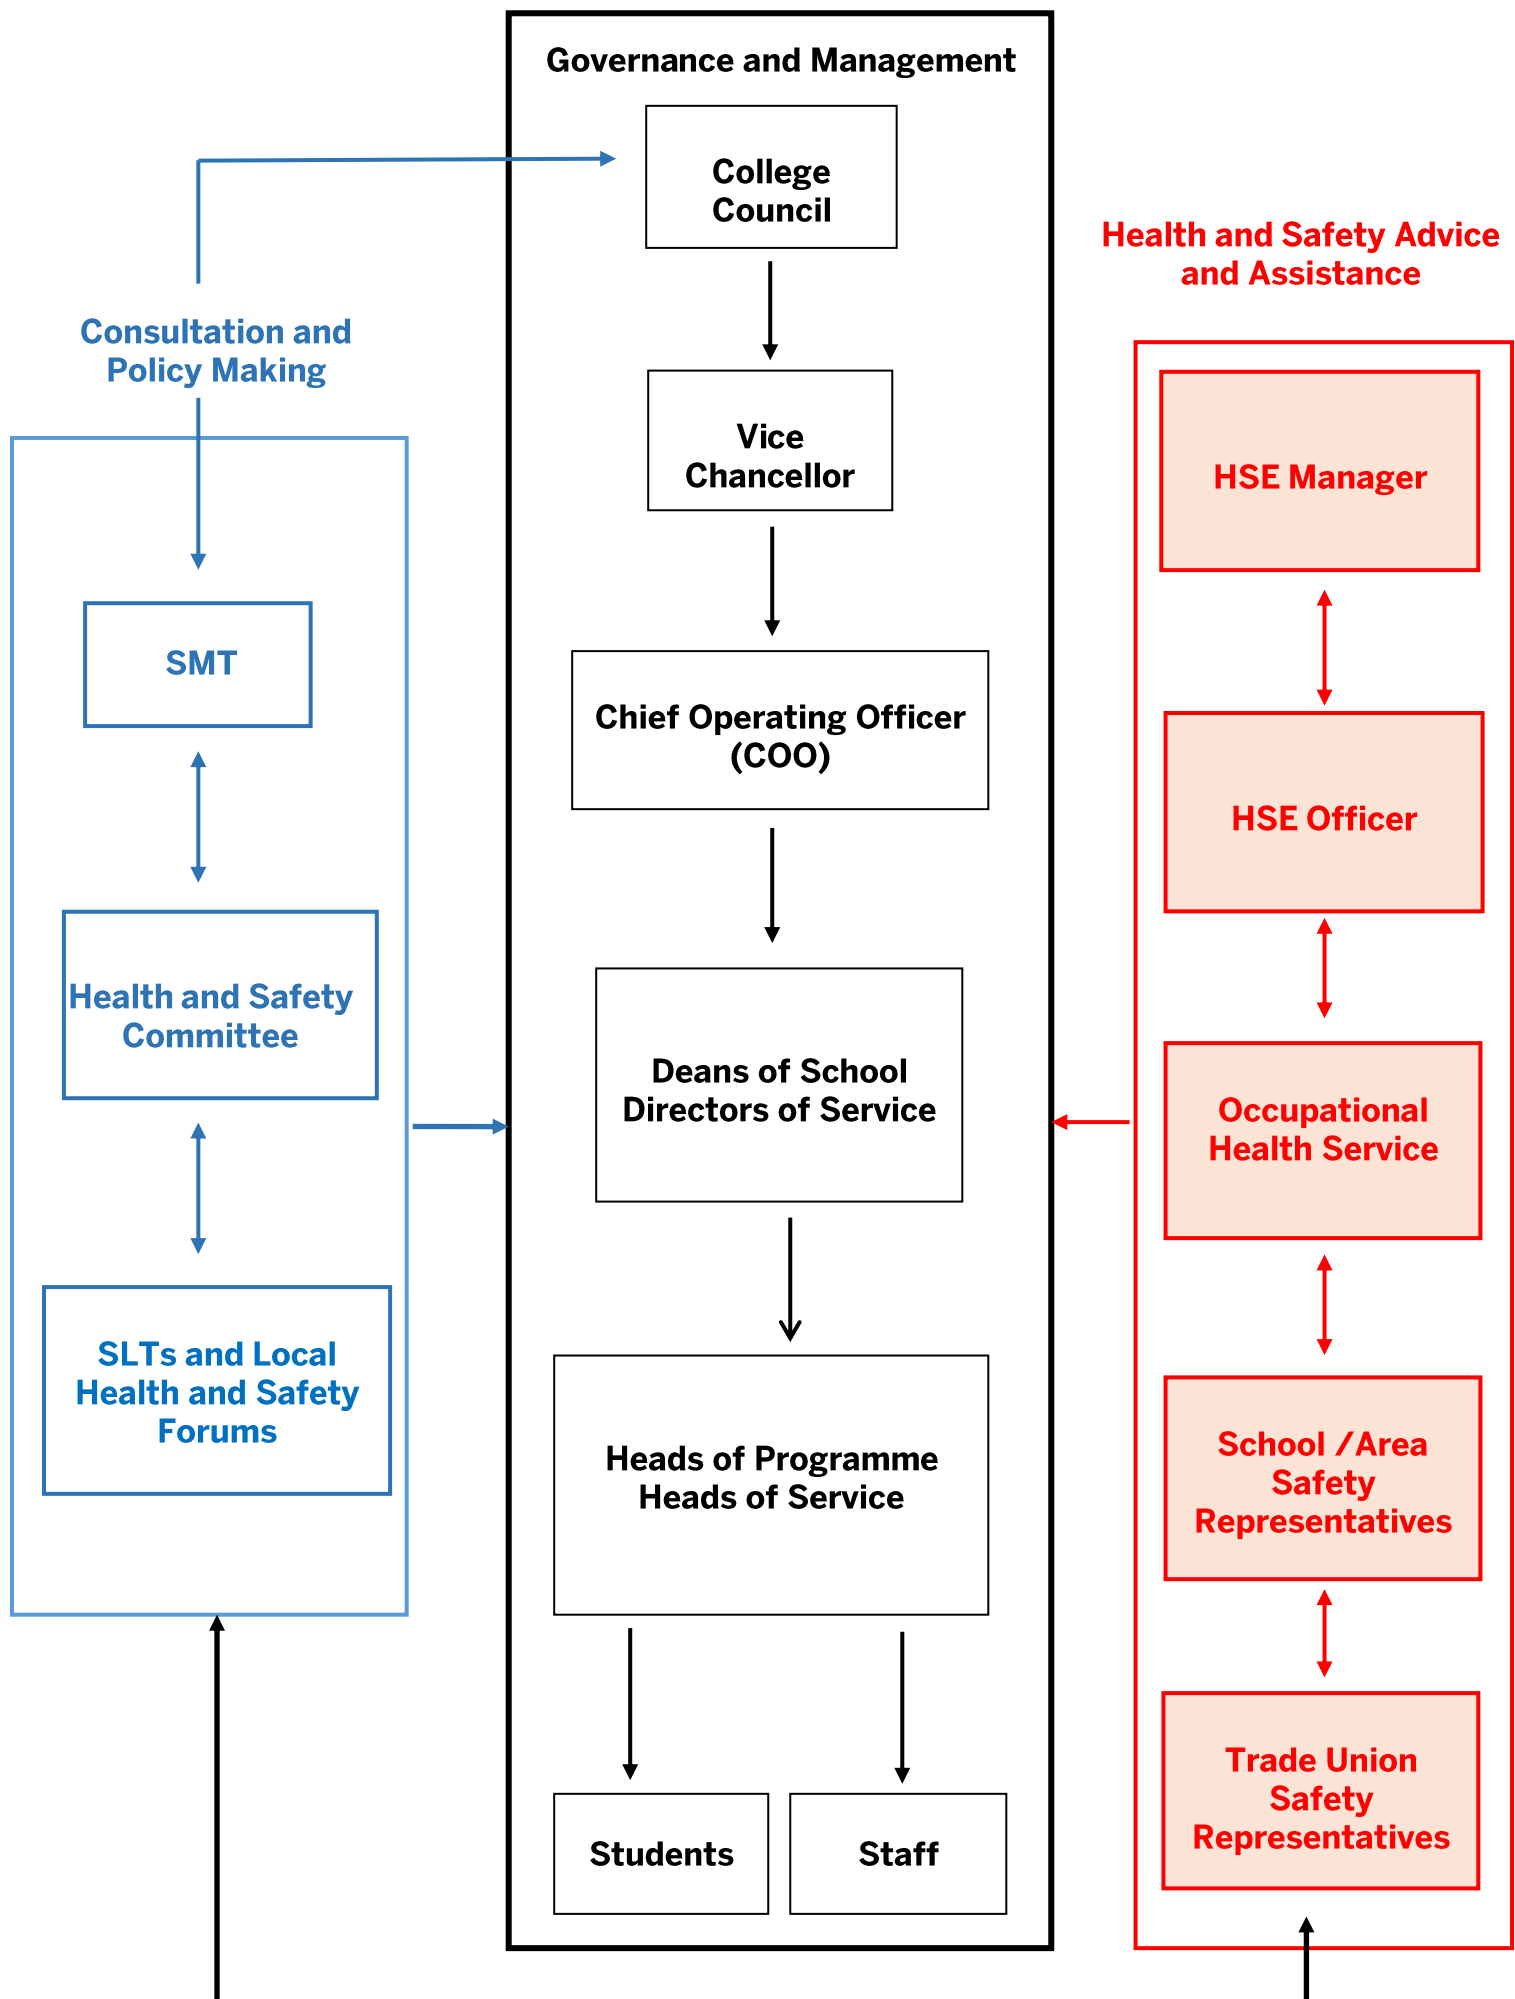 Governance and Management
College
Council
Vice
Chancellor
Chief Operating Officer
(COO)
Deans of School
Directors of Service
Heads of Programme
Heads of Service
Students
Staff
Consultation and
Policy Making
SMT
Health and Safety
Committee
SLTs and Local
Health and Safety
Forums
Health and Safety Advice
and Assistance
HSE Manager
HSE Officer
Occupational
Health Service
School /Area
Safety
Representatives
Trade Union
Safety
Representatives